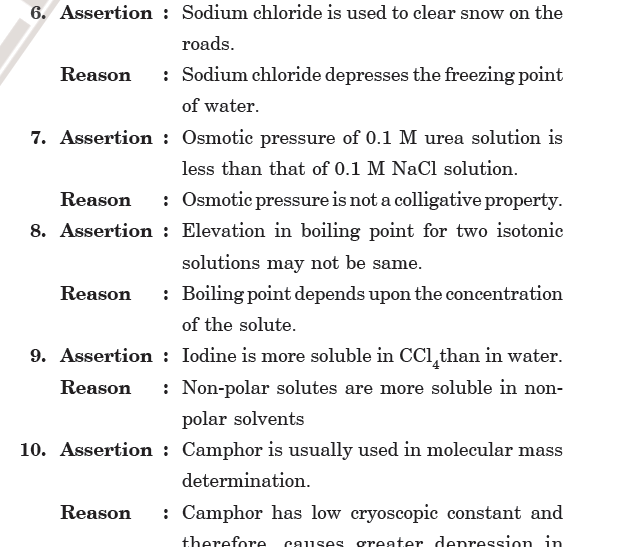 6. Assertion : Sodium chloride is used to clear snow on the
roads.
Reason : Sodium chloride depresses the freezing point
of water.
7. Assertion : Osmotic pressure of 0.1 M urea solution is
less than that of 0.1 M NaCl solution.
Reason : Osmotic pressure is not a colligative property.
8. Assertion : Elevation in boiling point for two isotonic
solutions may not be same.
Reason : Boiling point depends upon the concentration
of the solute.
9. Assertion : Iodine is more soluble in CCl₄ than in water.
Reason : Non-polar solutes are more soluble in non-
polar solvents
10. Assertion : Camphor is usually used in molecular mass
determination.
Reason : Camphor has low cryoscopic constant and
therefore, causes greater depression in